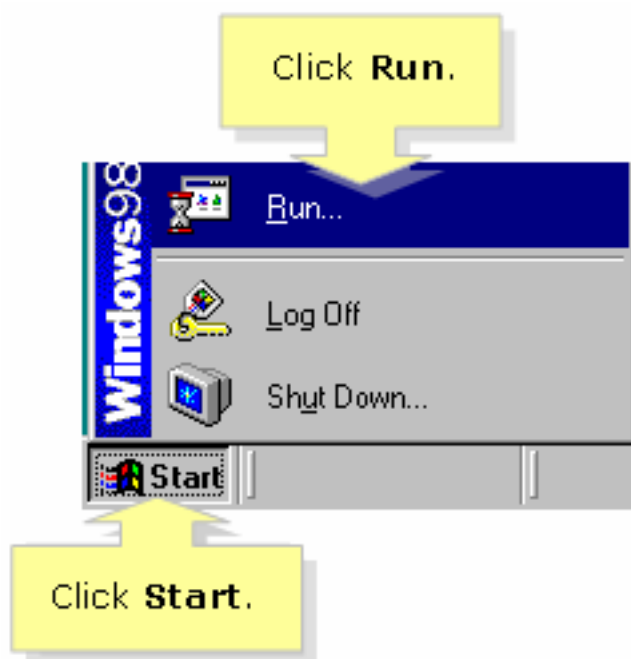 Click Run.
Windows98
Run...
Log Off
Shut Down...
Start
Click Start.